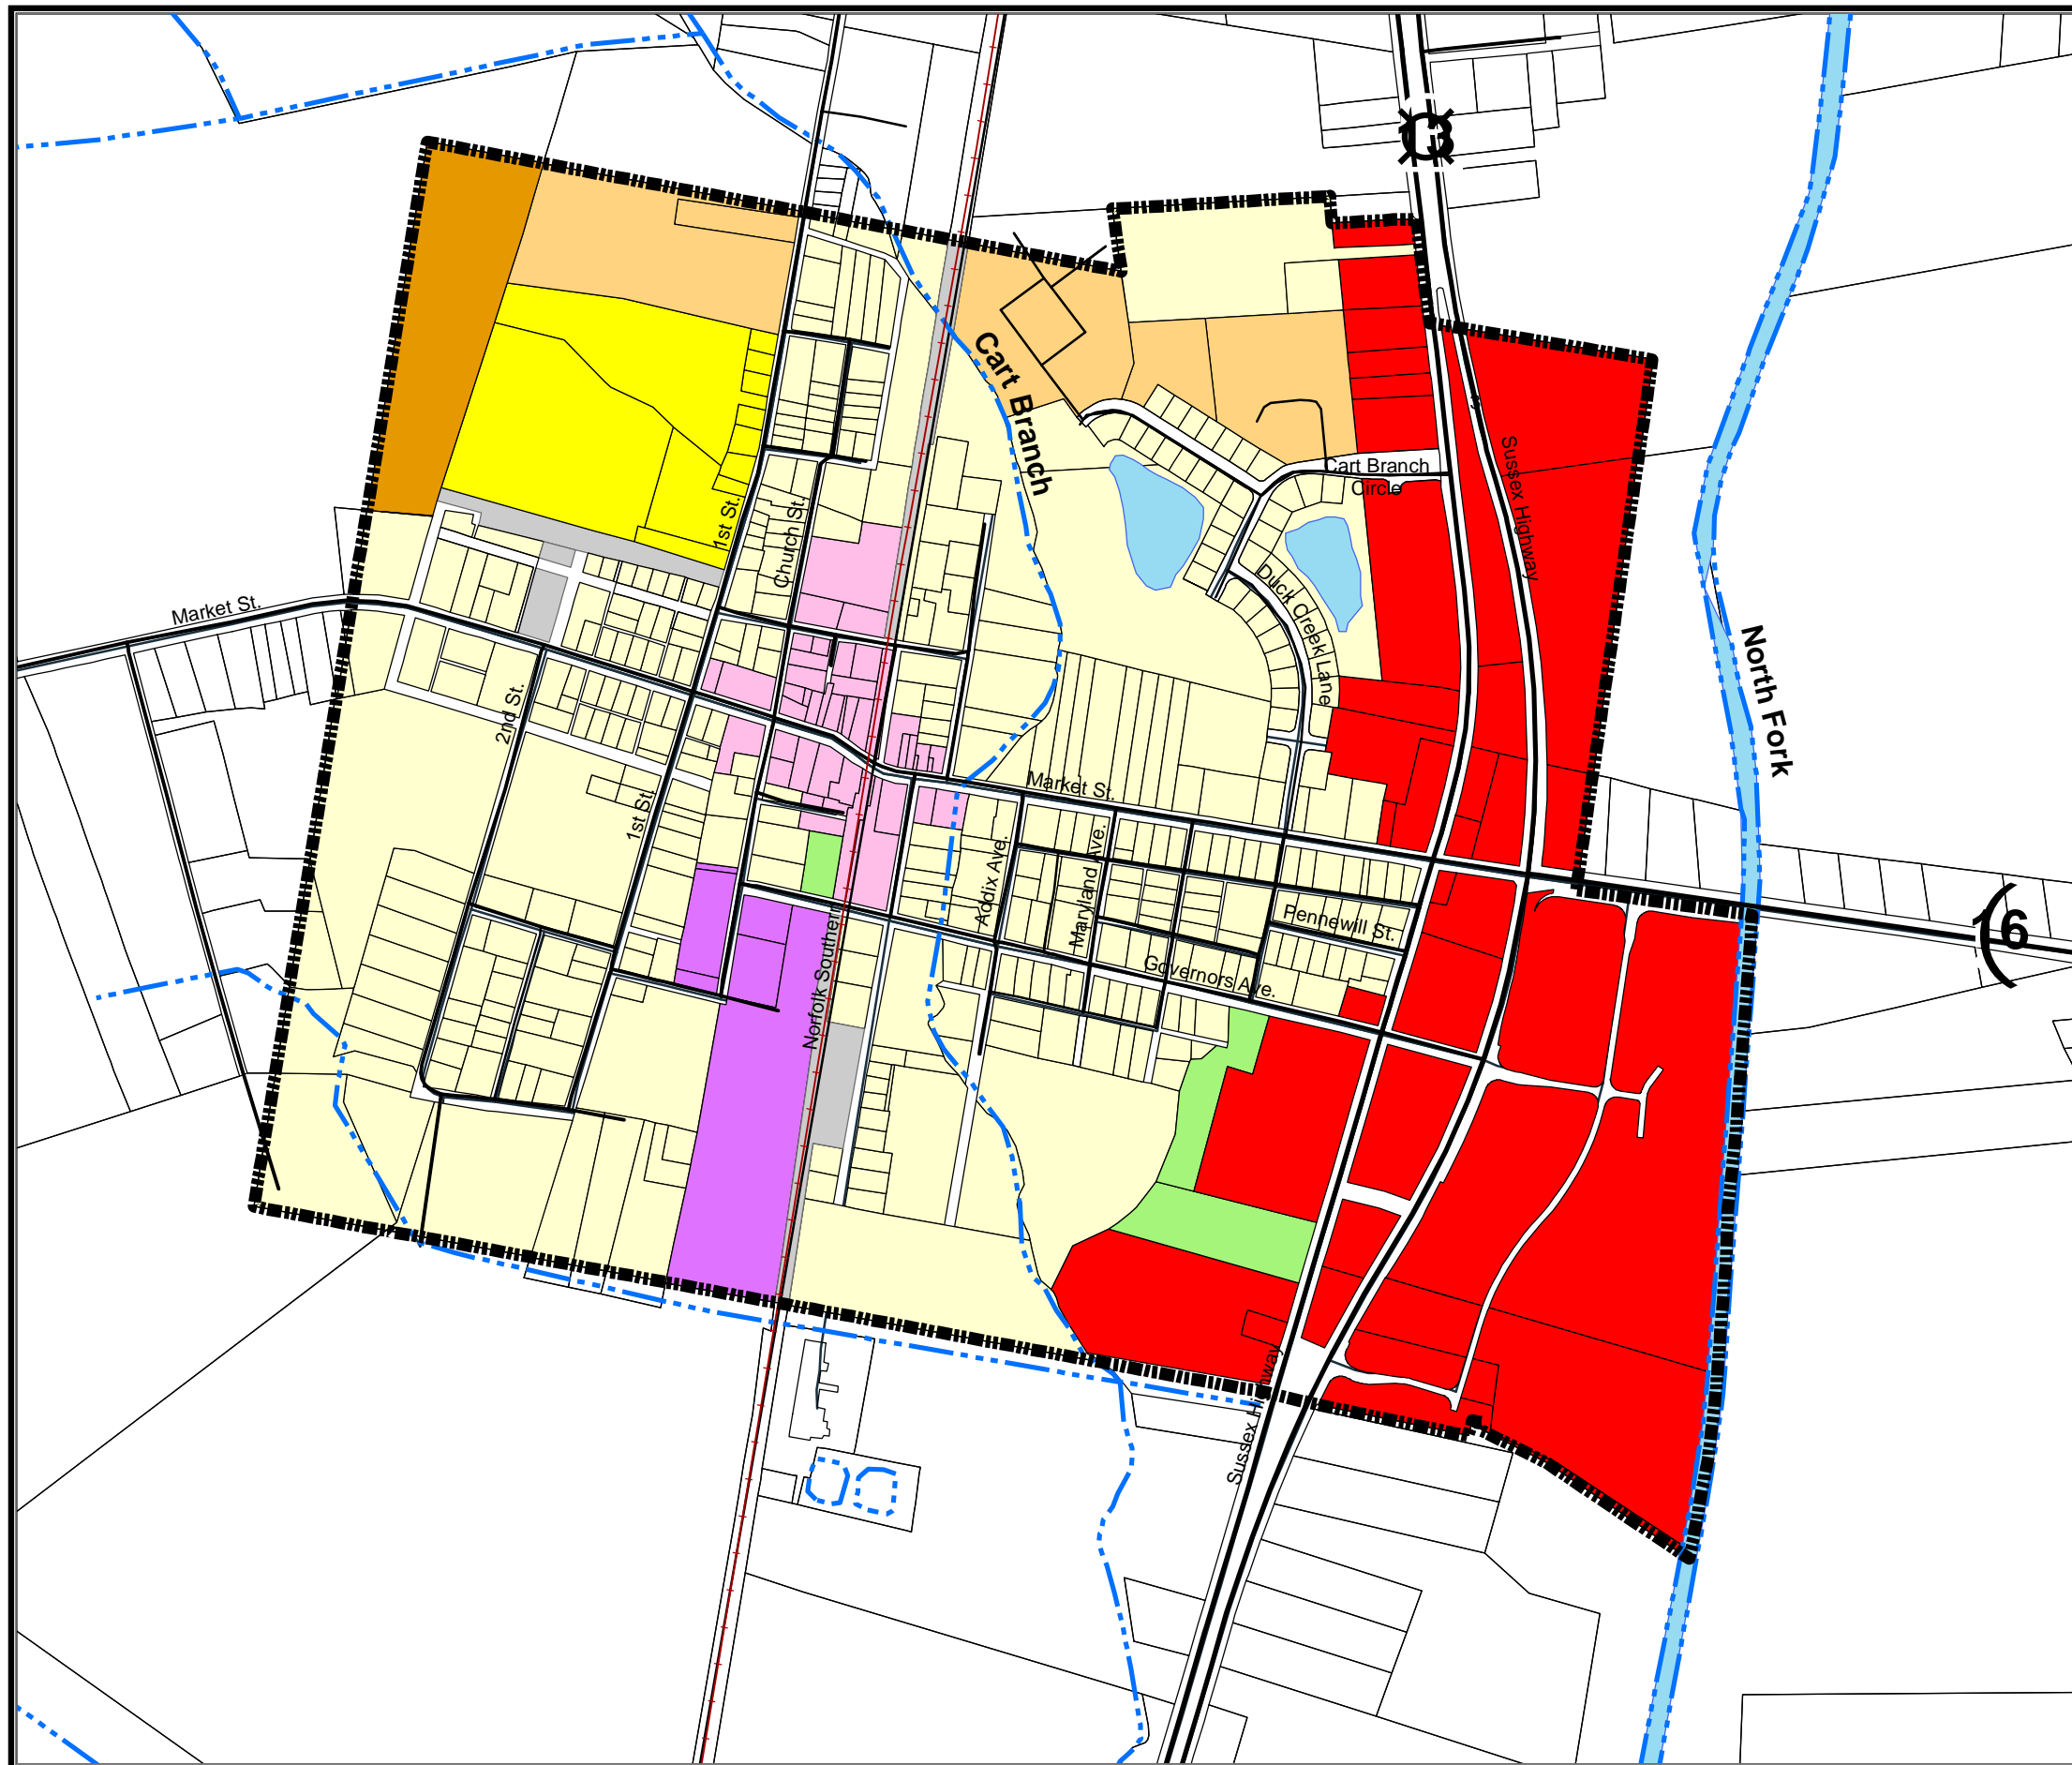 13
Cart Branch
Sussex Highway
Cart Branch
Circle
1st St.
Church St.
Duck Creek Lane
Market St.
North Fork
2nd St.
Market St.
1st St.
Addix Ave.
Maryland Ave.
Pennewill St.
16
Governors Ave.
Norfolk Southern
Sussex Highway